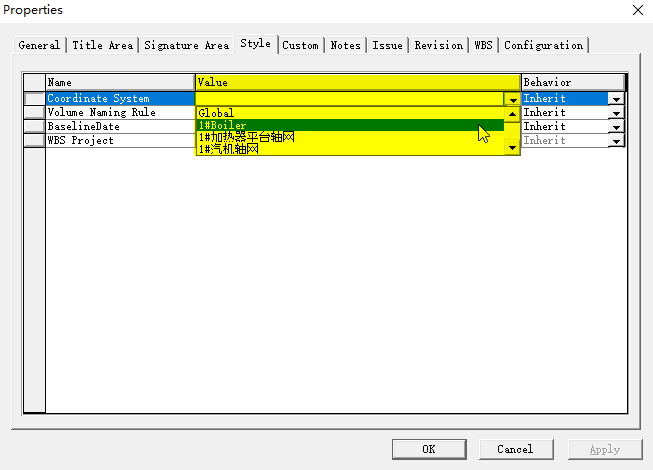 Properties
General Title Area Signature Area Style Custom Notes Issue Revision WBS Configuration
Name Value Behavior
Coordinate System Inherit
Volume Naming Rule Global Inherit
BaselineDate 1#Boiler Inherit
WBS Project 1#加热器平台轴网 Inherit
1#汽机轴网
OK Cancel Apply